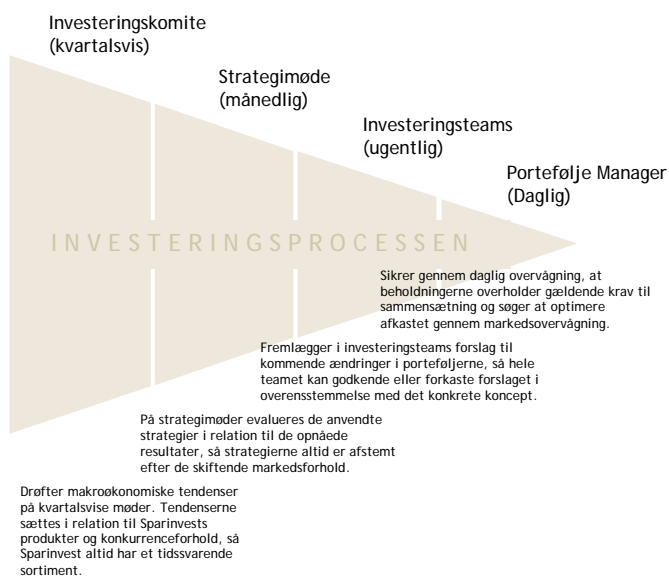 Investeringskomite
(kvartalsvis)
Strategimøde
(månedlig)
Investeringsteams
(ugentlig)
Portefølje Manager
(Daglig)
INVESTERINGSPROCESSEN
Sikrer gennem daglig overvågning, at
beholdningerne overholder gældende krav til
sammensætning og søger at optimere
afkastet gennem markedsovervågning.
Fremlægger i investeringsteams forslag til
kommende ændringer i porteføljerne, så hele
teamet kan godkende eller forkaste forslaget i
overensstemmelse med det konkrete koncept.
På strategimøder evalueres de anvendte
strategier i relation til de opnåede
resultater, så strategierne altid er afstemt
efter de skiftende markedsforhold.
Drøfter makroøkonomiske tendenser
på kvartalsvise møder. Tendenserne
sættes i relation til Sparinvests
produkter og konkurrenceforhold, så
Sparinvest altid har et tidssvarende
sortiment.